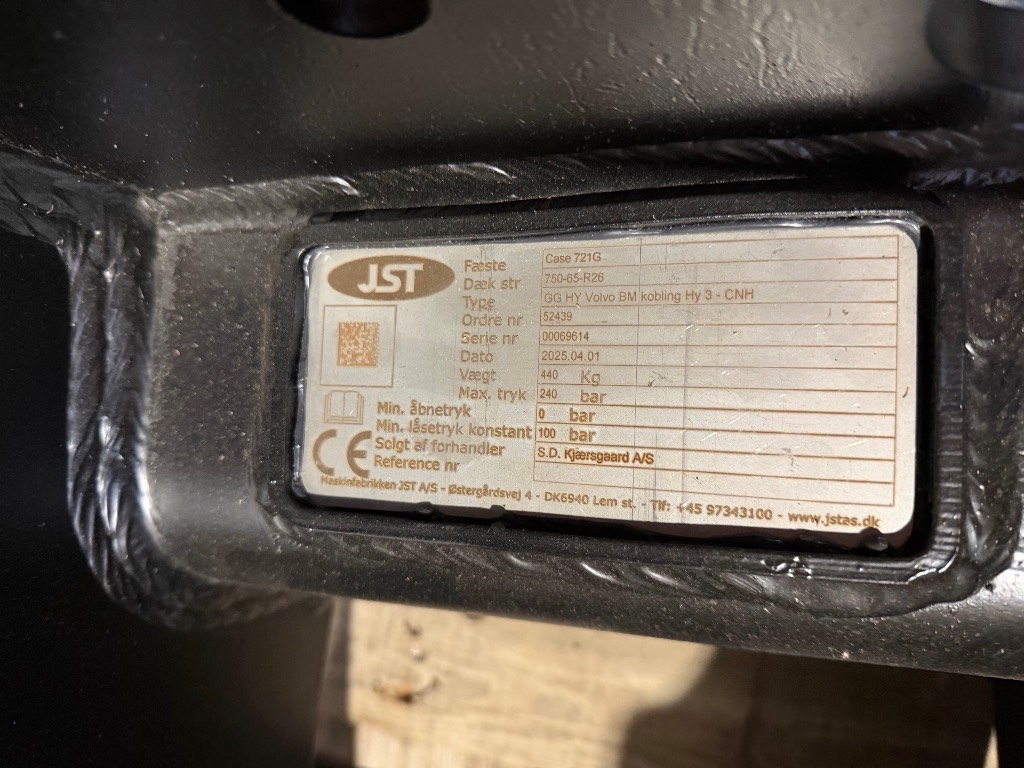 JST
Fæste Case 721G
Dæk str 750-65-R26
Type GG HY Volvo BM kobling Hy 3 - CNH
Ordre nr 52439
Serie nr 00069614
Dato 2025.04.01
Vægt 440 Kg
Max. tryk 240 bar
Min. åbnetryk 0 bar
Min. låsetryk konstant 100 bar
Solgt af forhandler S.D. Kjærsgaard A/S
Reference nr
CE
Maskinfabrikken JST A/S - Østergårdsvej 4 - DK6940 Lem st. - Tlf: +45 97343100 - www.jstas.dk